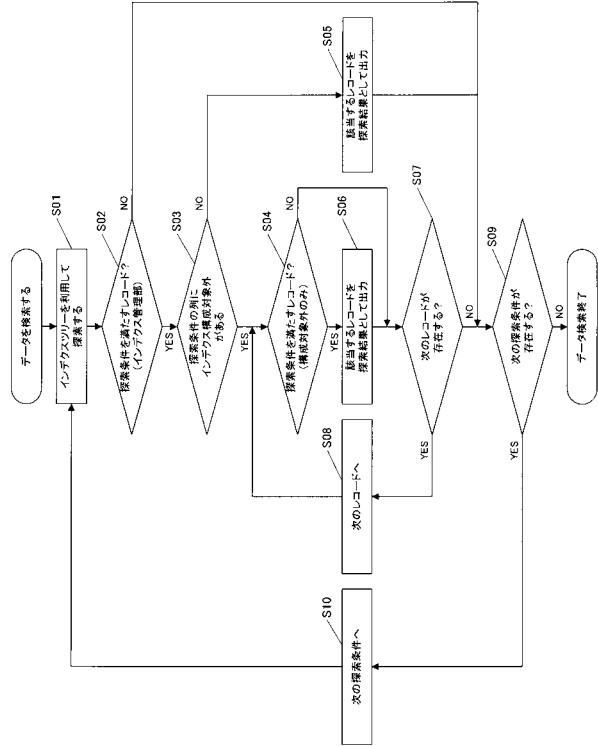 データを検索する
S01
インデクスツリーを利用して
探索する
S02
探索条件を満たすレコード?
(インデクス管理部)
NO
YES
S03
探索条件の列に
インデクス構成対象外
がある
NO
YES
S04
探索条件を満たすレコード?
(構成対象外のみ)
NO
YES
S05
該当するレコードを
探索結果として出力
S06
該当するレコードを
探索結果として出力
S07
次のレコードが
存在する?
YES
NO
S08
次のレコードへ
S09
次の探索条件が
存在する?
YES
NO
S10
次の探索条件へ
データ検索終了